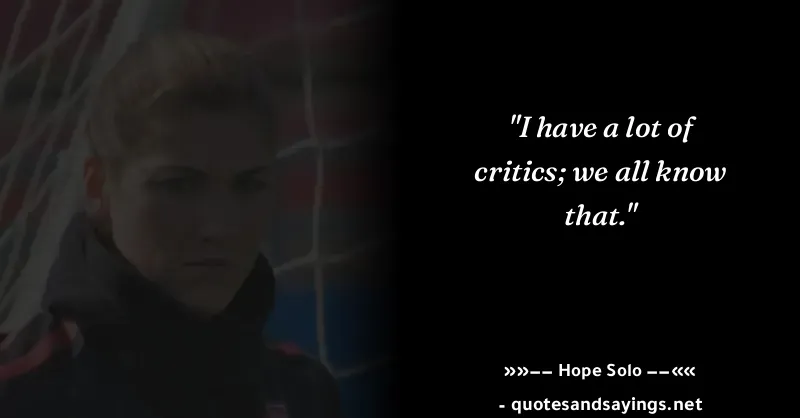 "I have a lot of
critics; we all know
that."
»»−− Hope Solo −−««
- quotesandsayings.net